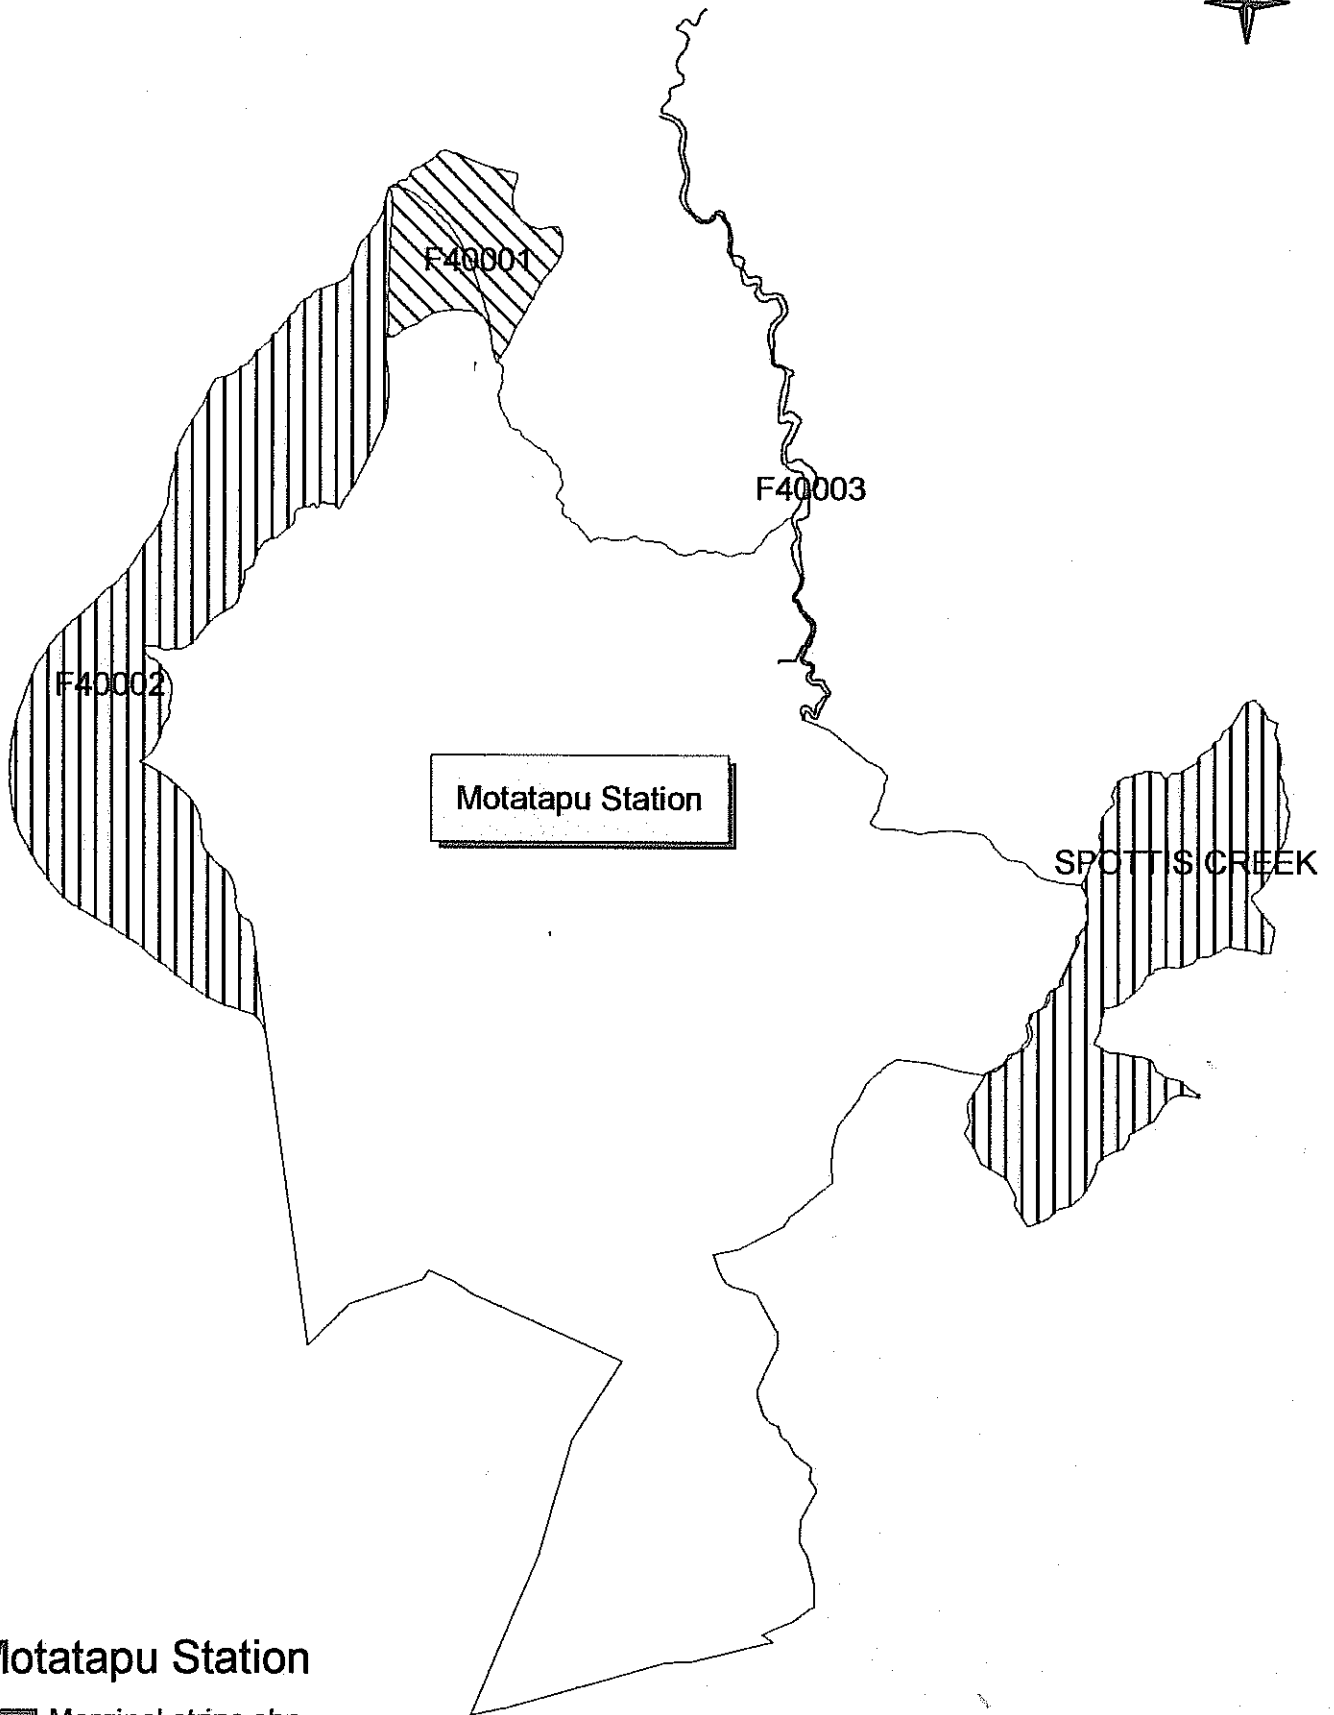 F40001
F40003
F40002
Motatapu Station
SPOTTIS CREEK
Motatapu Station